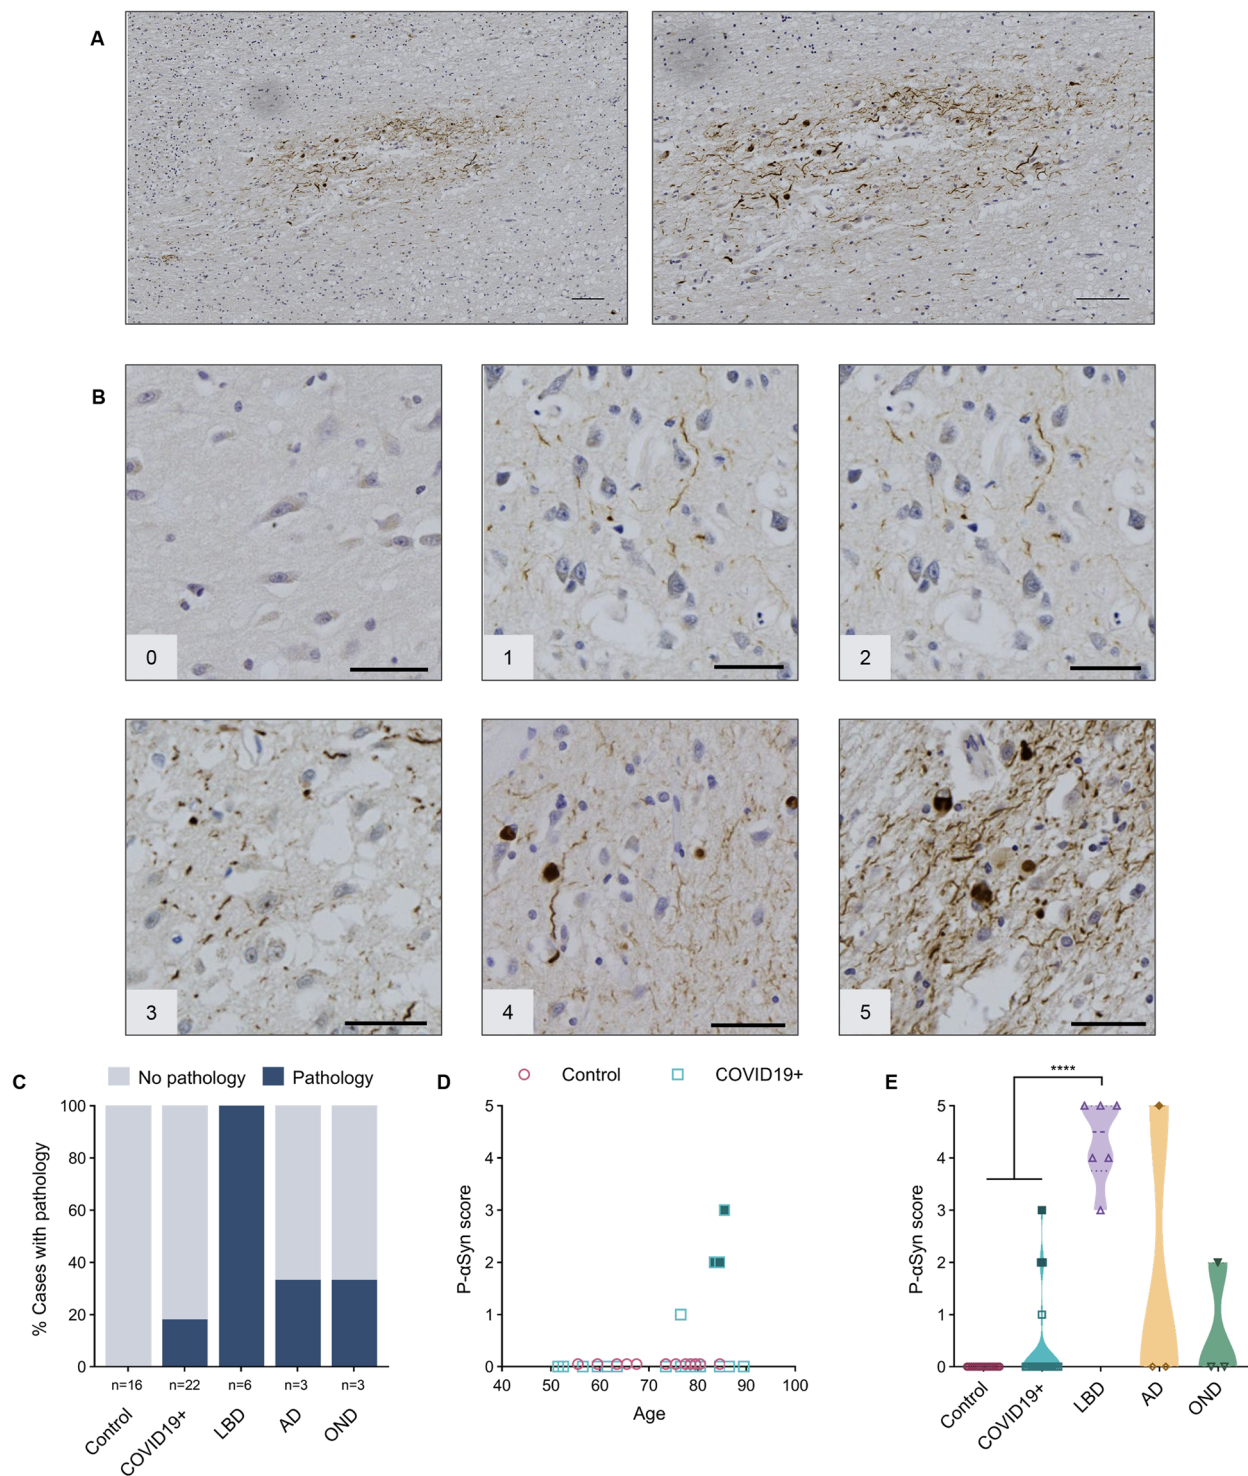 A
B
0
1
2
3
4
5
C
No pathology
Pathology
% Cases with pathology
100
80
60
40
20
0
n=16
n=22
n=6
n=3
n=3
Control
COVID19+
LBD
AD
OND
D
Control
COVID19+
P-αSyn score
5
4
3
2
1
0
40
50
60
70
80
90
100
Age
E
****
P-αSyn score
5
4
3
2
1
0
Control
COVID19+
LBD
AD
OND